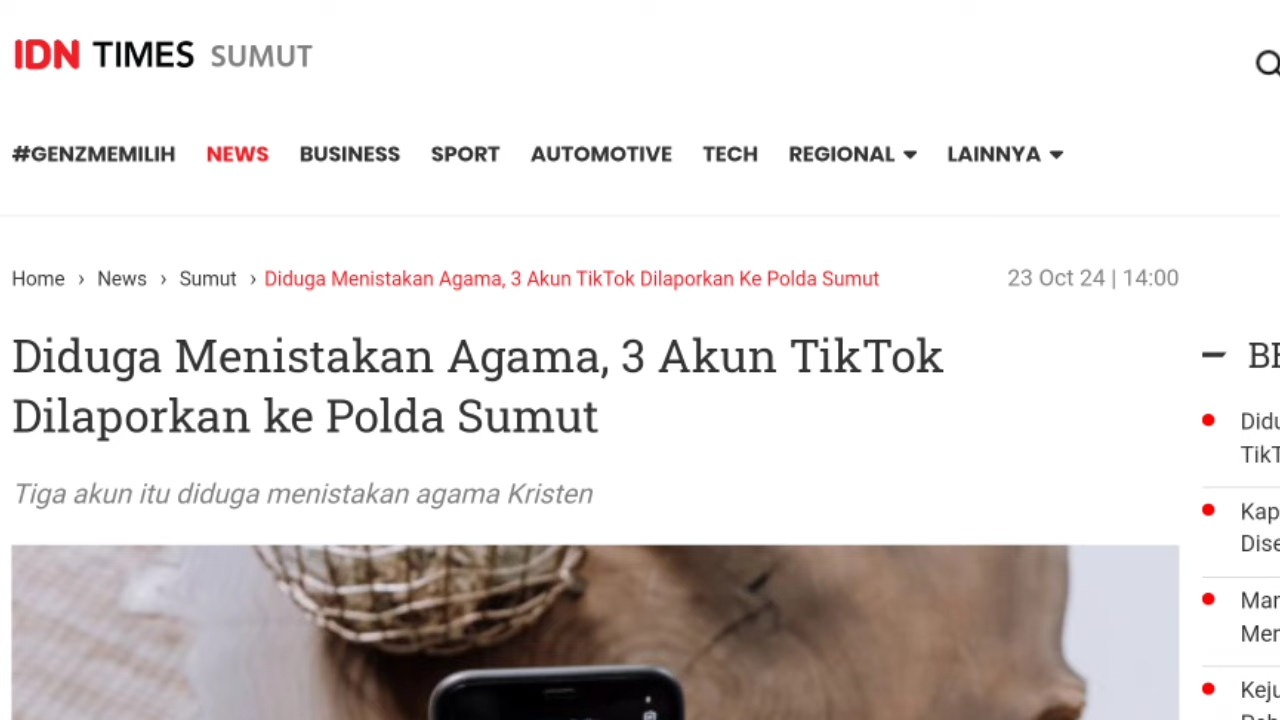 IDN TIMES SUMUT
#GENZMEMILIH NEWS BUSINESS SPORT AUTOMOTIVE TECH REGIONAL LAINNYA
Home › News › Sumut › Diduga Menistakan Agama, 3 Akun TikTok Dilaporkan Ke Polda Sumut
23 Oct 24 | 14:00
Diduga Menistakan Agama, 3 Akun TikTok
Dilaporkan ke Polda Sumut
Tiga akun itu diduga menistakan agama Kristen